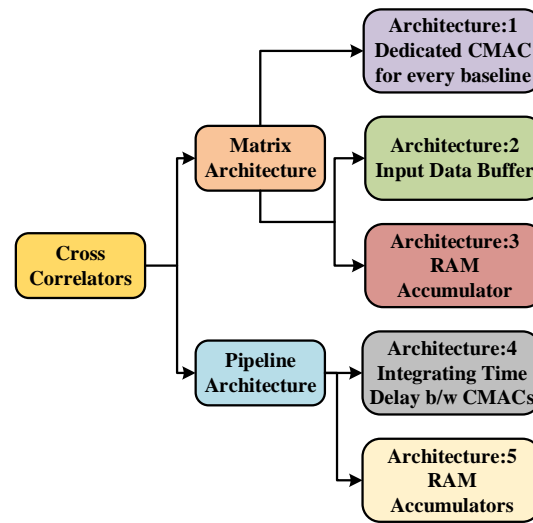 Cross
Correlators
Matrix
Architecture
Pipeline
Architecture
Architecture:1
Dedicated CMAC
for every baseline
Architecture:2
Input Data Buffer
Architecture:3
RAM
Accumulator
Architecture:4
Integrating Time
Delay b/w CMACs
Architecture:5
RAM
Accumulators